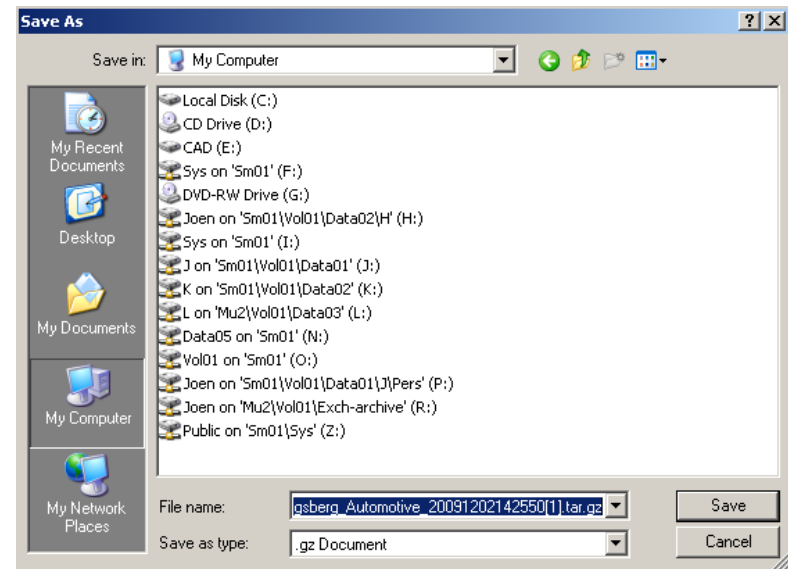 Save As
Save in:
My Computer
My Recent
Documents
Desktop
My Documents
My Computer
My Network
Places
Local Disk (C:)
CD Drive (D:)
CAD (E:)
Sys on 'Sm01' (F:)
DVD-RW Drive (G:)
Joen on 'Sm01\Vol01\Data02\H' (H:)
Sys on 'Sm01' (I:)
J on 'Sm01\Vol01\Data01' (J:)
K on 'Sm01\Vol01\Data02' (K:)
L on 'Mu2\Vol01\Data03' (L:)
Data05 on 'Sm01' (N:)
Vol01 on 'Sm01' (O:)
Joen on 'Sm01\Vol01\Data01\J\Pers' (P:)
Joen on 'Mu2\Vol01\Exch-archive' (R:)
Public on 'Sm01\Sys' (Z:)
File name:
gsberg_Automotive_20091202142550[1].tar.gz
Save
Save as type:
.gz Document
Cancel